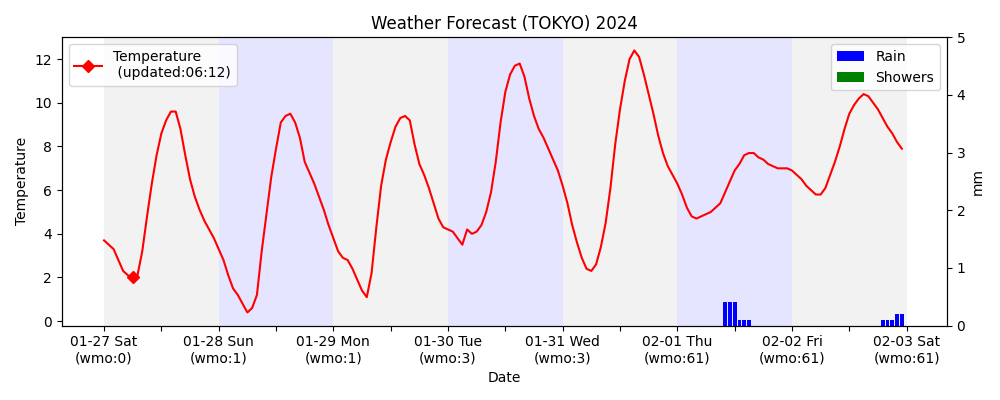 Weather Forecast (TOKYO) 2024
Temperature
(updated:06:12)
Rain
Showers
Temperature
12
10
8
6
4
2
0
5
4
3
2
1
0
mm
01-27 Sat
(wmo:0)
01-28 Sun
(wmo:1)
01-29 Mon
(wmo:1)
01-30 Tue
(wmo:3)
01-31 Wed
(wmo:3)
02-01 Thu
(wmo:61)
02-02 Fri
(wmo:61)
02-03 Sat
(wmo:61)
Date